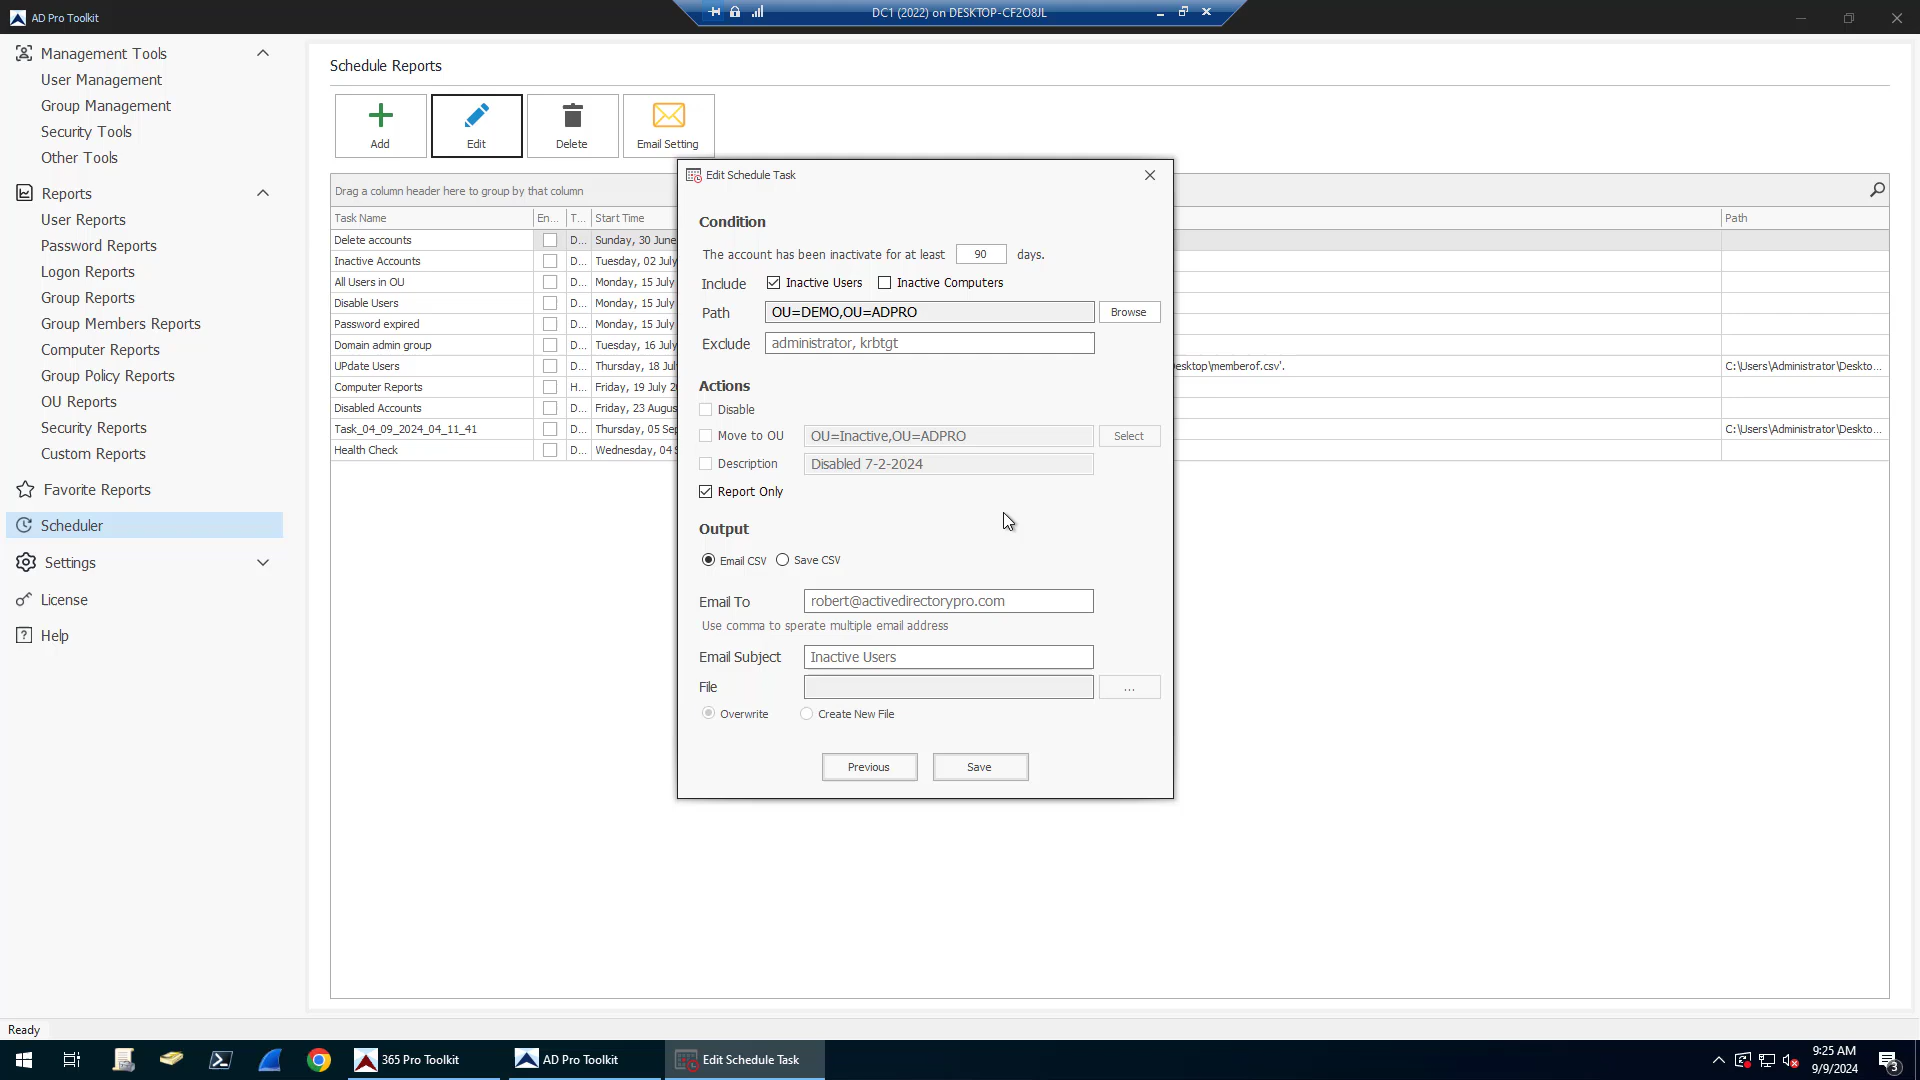 AD Pro Toolkit
DC1 (2022) on DESKTOP-CF2O8JL
Management Tools
User Management
Group Management
Security Tools
Other Tools
Reports
User Reports
Password Reports
Logon Reports
Group Reports
Group Members Reports
Computer Reports
Group Policy Reports
OU Reports
Security Reports
Custom Reports
Favorite Reports
Scheduler
Settings
License
Help
Schedule Reports
Add
Edit
Delete
Email Setting
Drag a column header here to group by that column
Task Name En... T... Start Time Path
Delete accounts D... Sunday, 30 June
Inactive Accounts D... Tuesday, 02 July
All Users in OU D... Monday, 15 July
Disable Users D... Monday, 15 July
Password expired D... Monday, 15 July
Domain admin group D... Tuesday, 16 July
UPdate Users D... Thursday, 18 Jul esktop\memberof.csv'. C:\Users\Administrator\Deskto...
Computer Reports H... Friday, 19 July 2
Disabled Accounts D... Friday, 23 Augus
Task_04_09_2024_04_11_41 D... Thursday, 05 Sep C:\Users\Administrator\Deskto...
Health Check D... Wednesday, 04 S
Edit Schedule Task
Condition
The account has been inactivate for at least 90 days.
Include Inactive Users Inactive Computers
Path OU=DEMO,OU=ADPRO Browse
Exclude administrator, krbtgt
Actions
Disable
Move to OU OU=Inactive,OU=ADPRO Select
Description Disabled 7-2-2024
Report Only
Output
Email CSV Save CSV
Email To robert@activedirectorypro.com
Use comma to sperate multiple email address
Email Subject Inactive Users
File ...
Overwrite Create New File
Previous Save
Ready
365 Pro Toolkit
AD Pro Toolkit
Edit Schedule Task
9:25 AM
9/9/2024
3